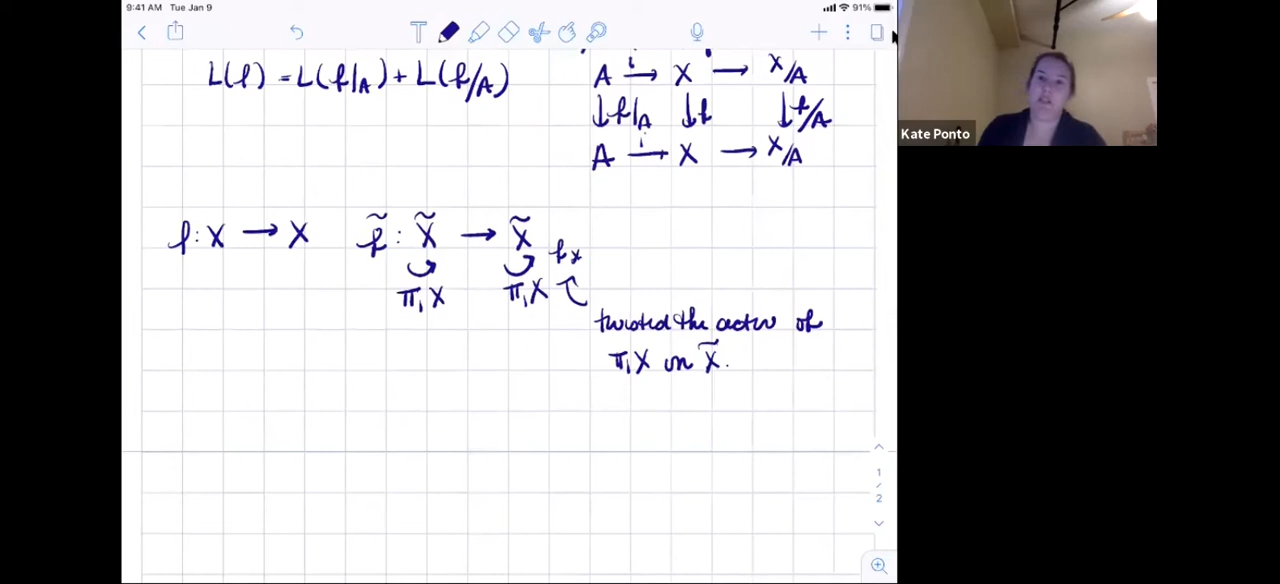 9:41 AM Tue Jan 9
91%
L(f) = L(f|A) + L(f/A)
A i→ X → X/A
↓f|A ↓f ↓f/A
A i→ X → X/A
Kate Ponto
f: X → X f̃ : X̃ → X̃
f*
π₁X π₁X
twisted the action of
π₁X on X̃.
1
2